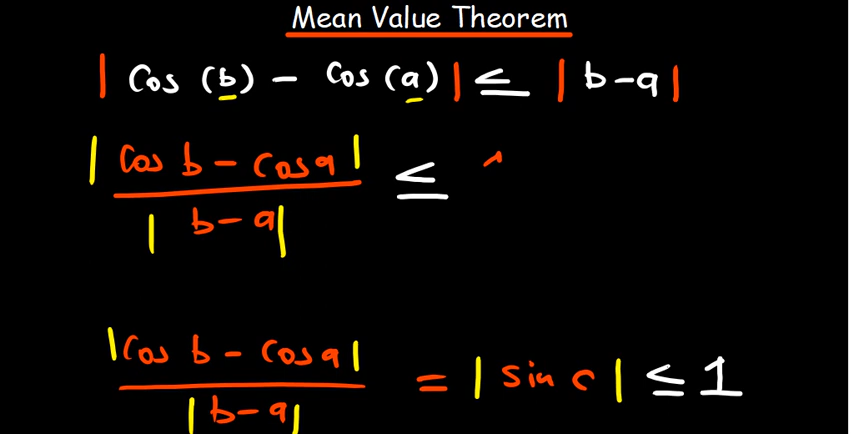 Mean Value Theorem
| Cos (b) - Cos (a) | ≤ | b-a |
| Cos b - Cos a | ≤
| b-a |
| Cos b - Cos a | = | sin c | ≤ 1
| b-a |